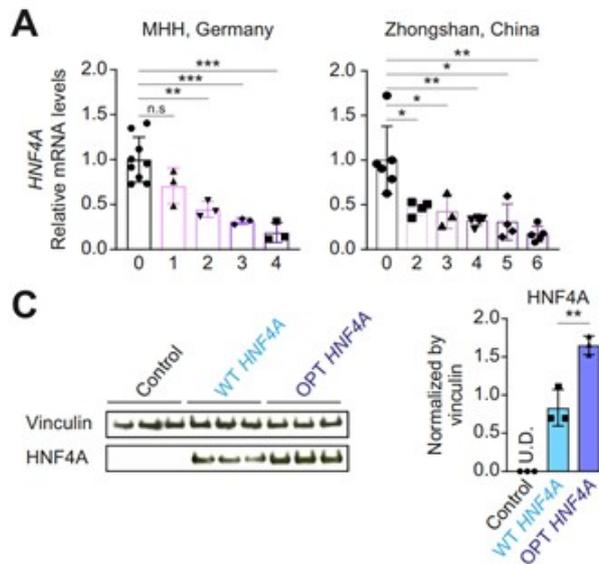 A
MHH, Germany
Zhongshan, China
HNF4A
Relative mRNA levels
2.0
1.5
1.0
0.5
0.0
***
***
**
n.s
0 1 2 3 4
2.0
1.5
1.0
0.5
0.0
**
*
**
*
*
0 2 3 4 5 6
C
Control
WT HNF4A
OPT HNF4A
Vinculin
HNF4A
HNF4A
Normalized by
vinculin
2.0
1.5
1.0
0.5
0.0
**
U.D.
Control
WT HNF4A
OPT HNF4A